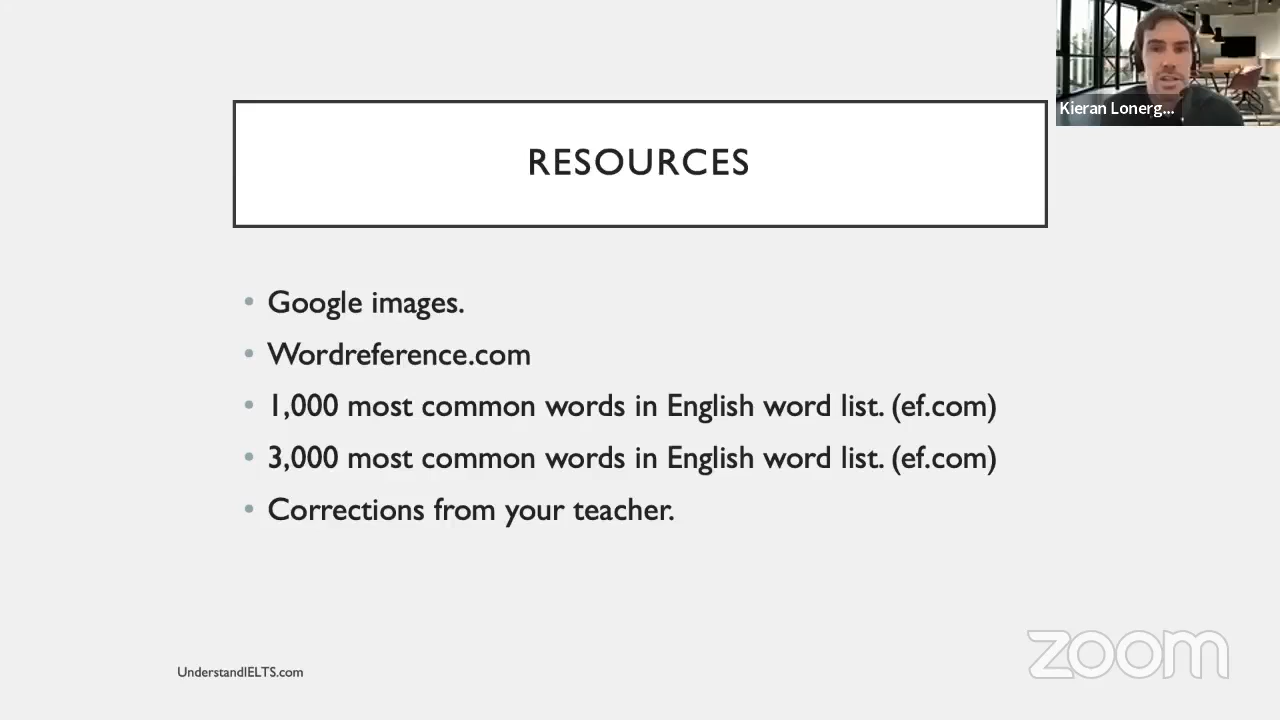 Kieran Lonerg...
RESOURCES
• Google images.
• Wordreference.com
• 1,000 most common words in English word list. (ef.com)
• 3,000 most common words in English word list. (ef.com)
• Corrections from your teacher.
UnderstandIELTS.com
zoom